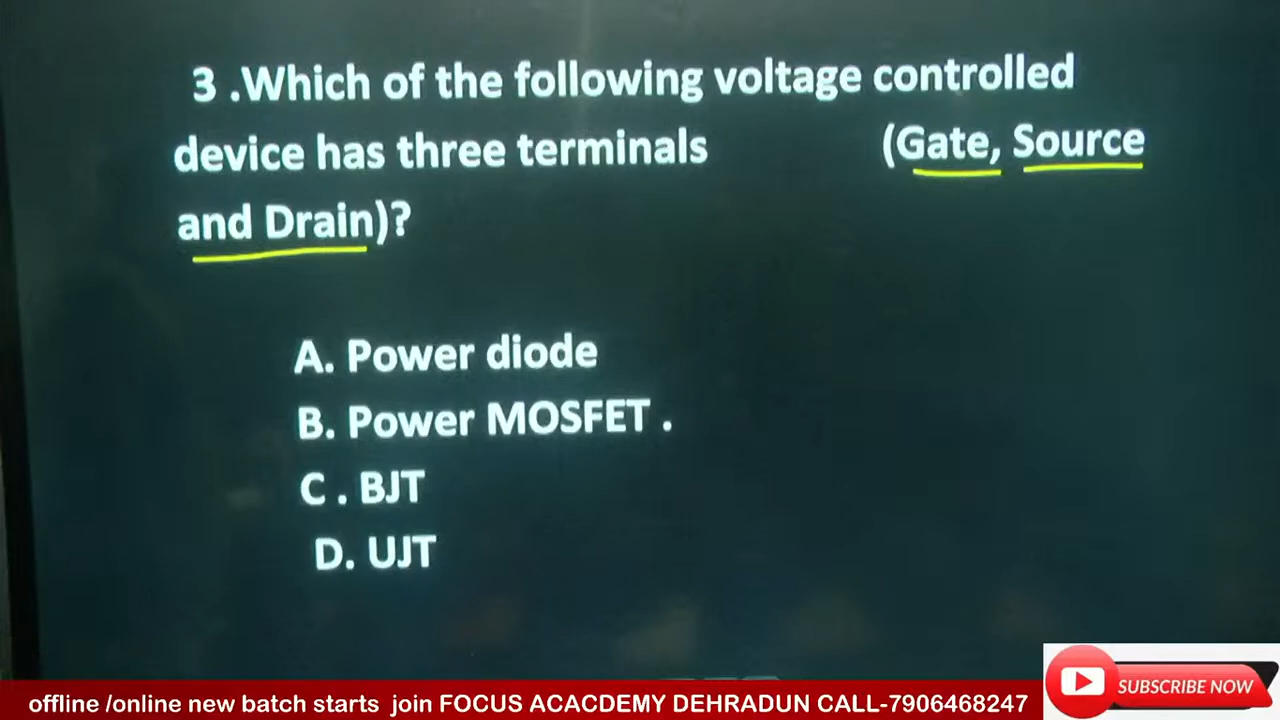 3 .Which of the following voltage controlled
device has three terminals (Gate, Source
and Drain)?
A. Power diode
B. Power MOSFET .
C . BJT
D. UJT
offline /online new batch starts join FOCUS ACACDEMY DEHRADUN CALL-7906468247
SUBSCRIBE NOW